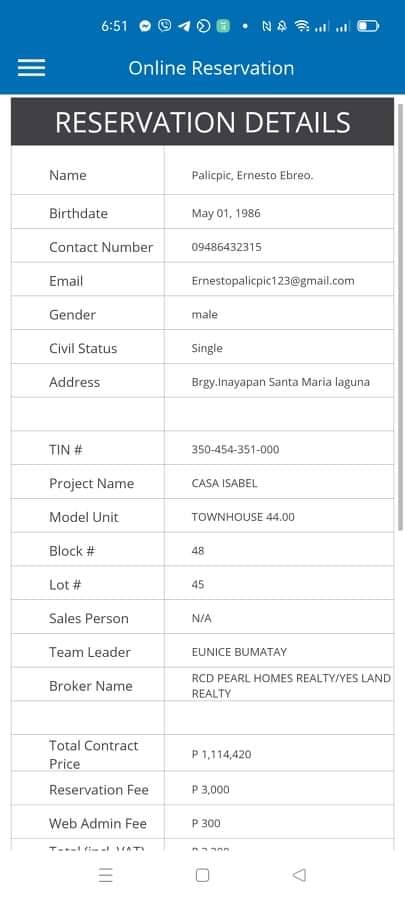 6:51
Online Reservation
RESERVATION DETAILS
Name Palicpic, Ernesto Ebreo.
Birthdate May 01, 1986
Contact Number 09486432315
Email Ernestopalicpic123@gmail.com
Gender male
Civil Status Single
Address Brgy.Inayapan Santa Maria laguna
TIN # 350-454-351-000
Project Name CASA ISABEL
Model Unit TOWNHOUSE 44.00
Block # 48
Lot # 45
Sales Person N/A
Team Leader EUNICE BUMATAY
Broker Name RCD PEARL HOMES REALTY/YES LAND
REALTY
Total Contract
Price P 1,114,420
Reservation Fee P 3,000
Web Admin Fee P 300